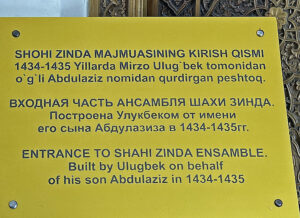 SHOHI ZINDA MAJMUASINING KIRISH QISMI
1434-1435 Yillarda Mirzo Ulug`bek tomonidan
o`g`li Abdulaziz nomidan qurdirgan peshtoq.
ВХОДНАЯ ЧАСТЬ АНСАМБЛЯ ШАХИ ЗИНДА.
Построена Улукбеком от имени
его сына Абдулазиза в 1434-1435гг.
ENTRANCE TO SHAHI ZINDA ENSAMBLE.
Built by Ulugbek on behalf
of his son Abdulaziz in 1434-1435